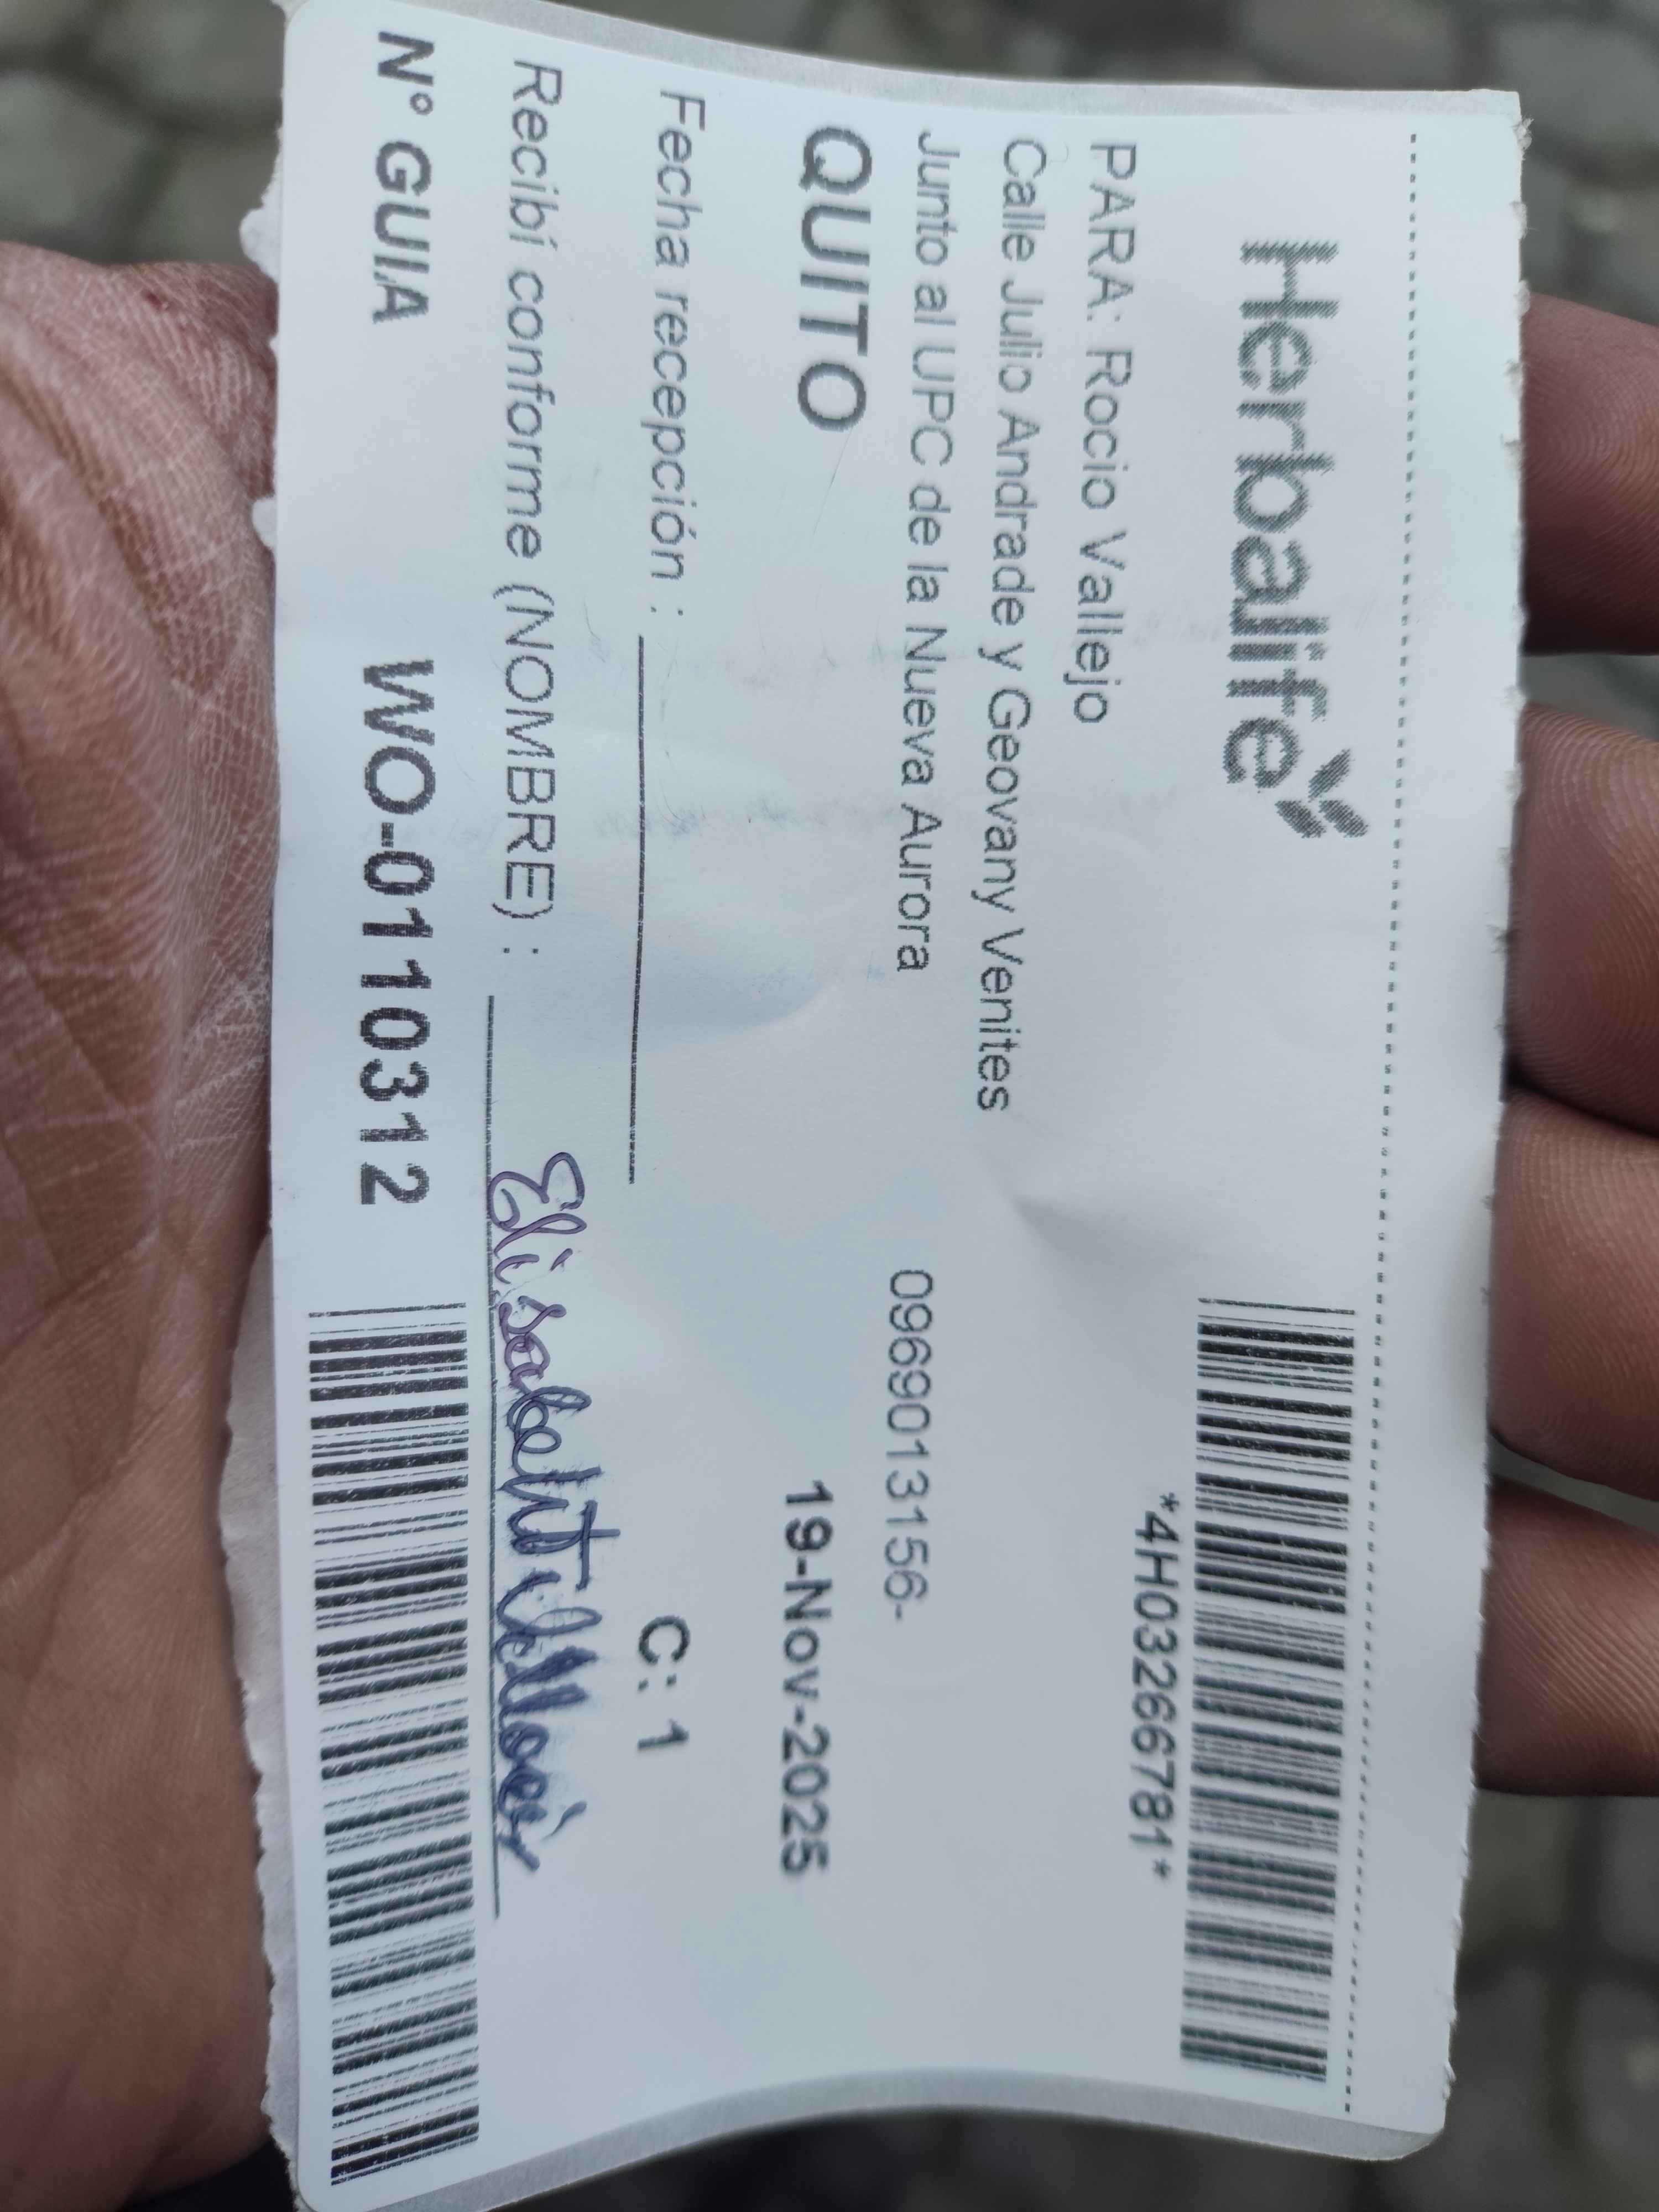 Herbalife
*4H03266781*
PARA: Rocio Vallejo
Calle Julio Andrade y Geovany Venites
Junto al UPC de la Nueva Aurora 0969013156-
QUITO 19-Nov-2025
Fecha recepción : C: 1
Recibí conforme (NOMBRE) : Elisabeht
N° GUIA WO-0110312